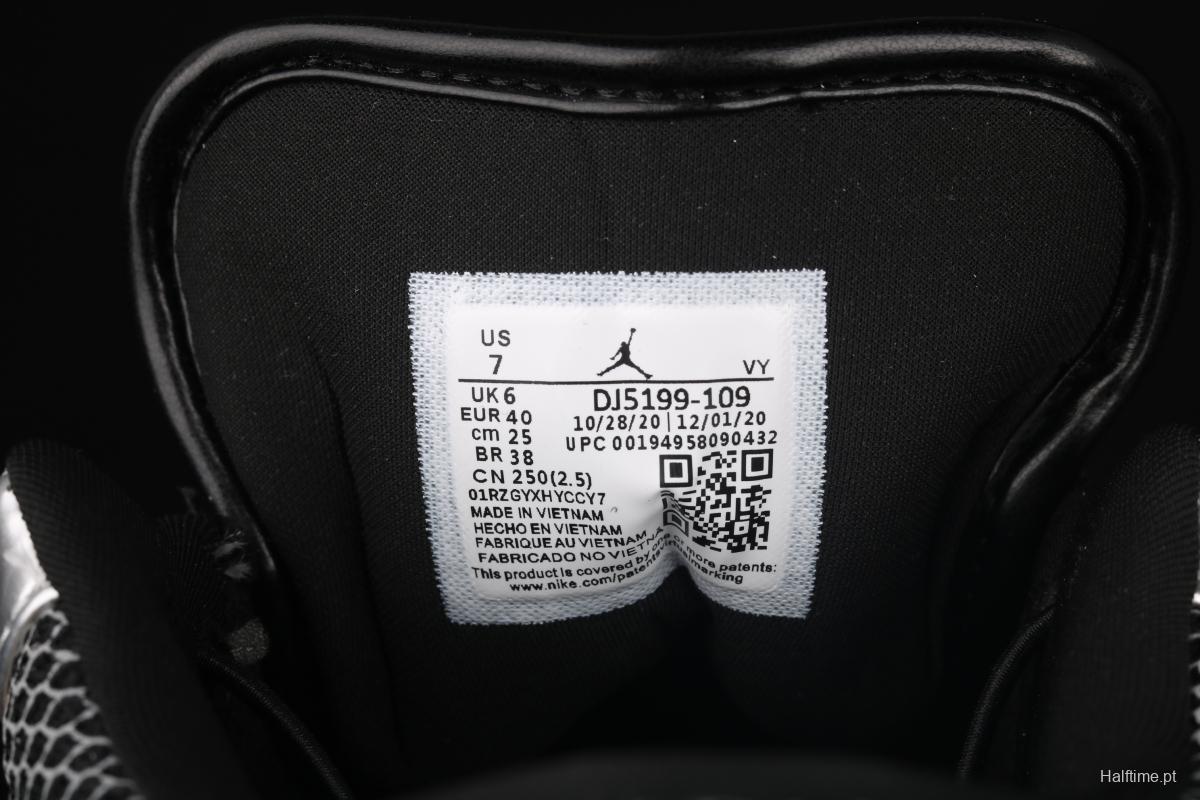 US
7
VY
UK 6
EUR 40
cm 25
BR 38
CN 250(2.5)
DJ5199-109
10/28/20 | 12/01/20
UPC 00194958090432
01RZGYXHYCCY7
MADE IN VIETNAM
HECHO EN VIETNAM
FABRIQUE AU VIETNAM
FABRICADO NO VIETNA
This product is covered by one or more patents:
www.nike.com/patentsvirtualmarking
Halftime.pt